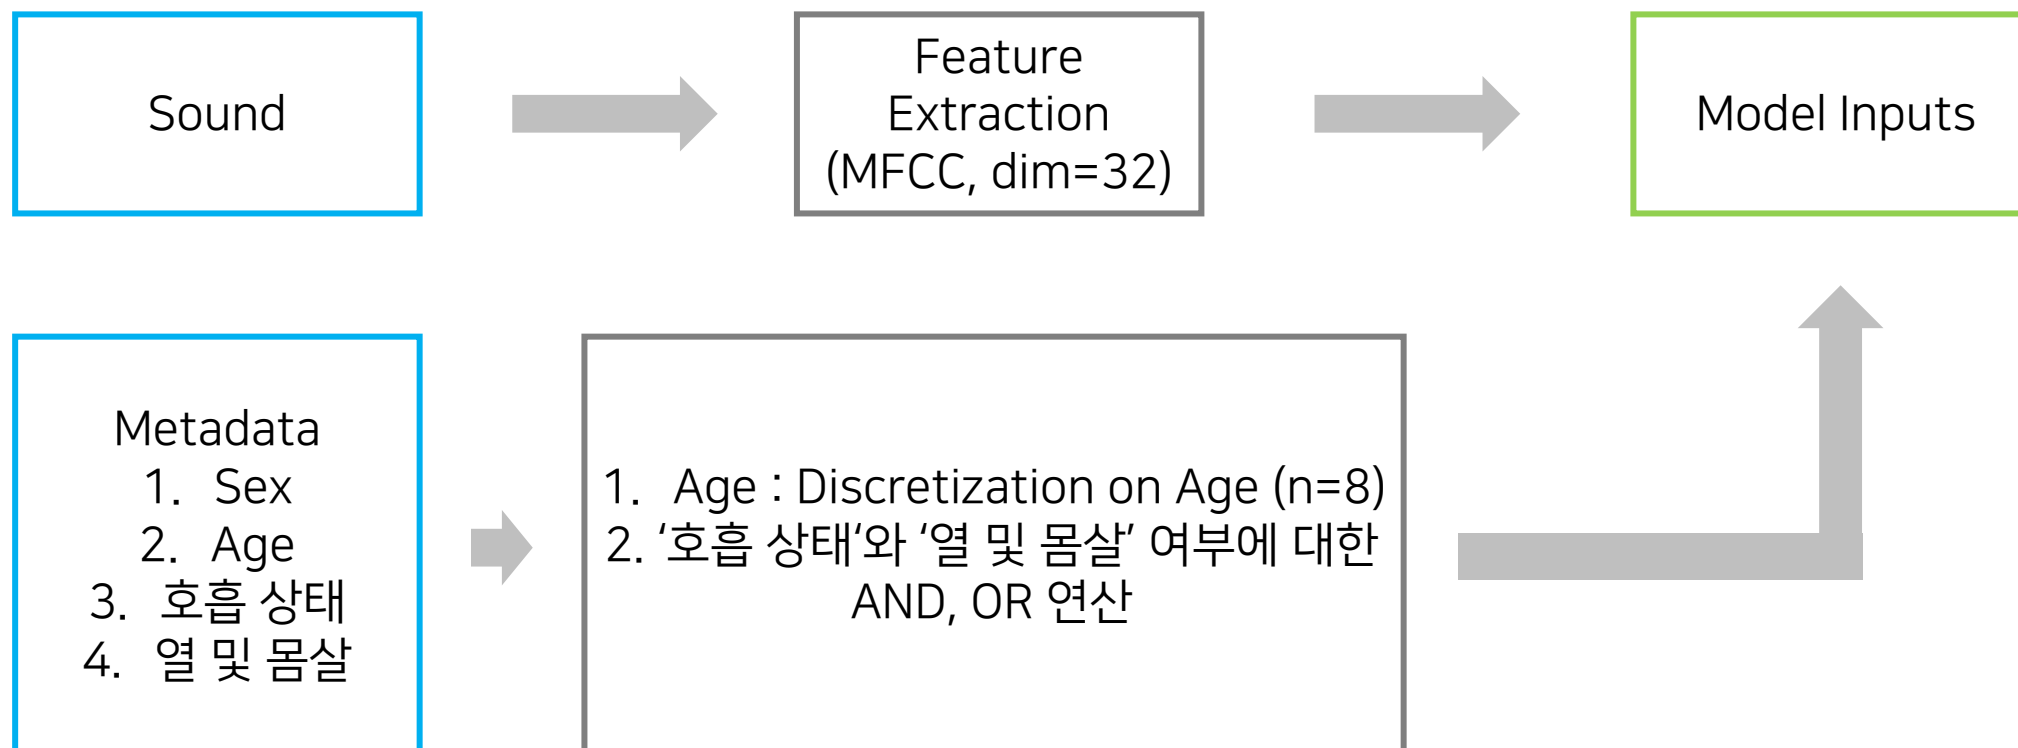 Sound
Feature
Extraction
(MFCC, dim=32)
Model Inputs
Metadata
1. Sex
2. Age
3. 호흡 상태
4. 열 및 몸살
1. Age : Discretization on Age (n=8)
2. ‘호흡 상태‘와 ‘열 및 몸살’ 여부에 대한
AND, OR 연산